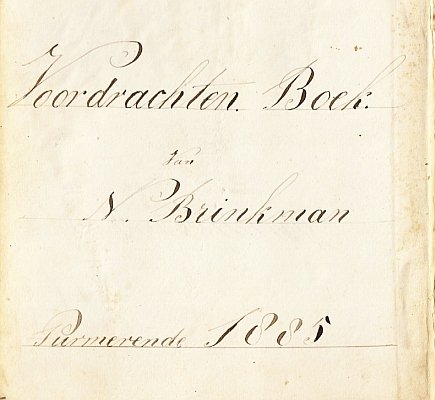 Voordrachten. Boek.
Van
N. Brinkman
Purmerende 1885